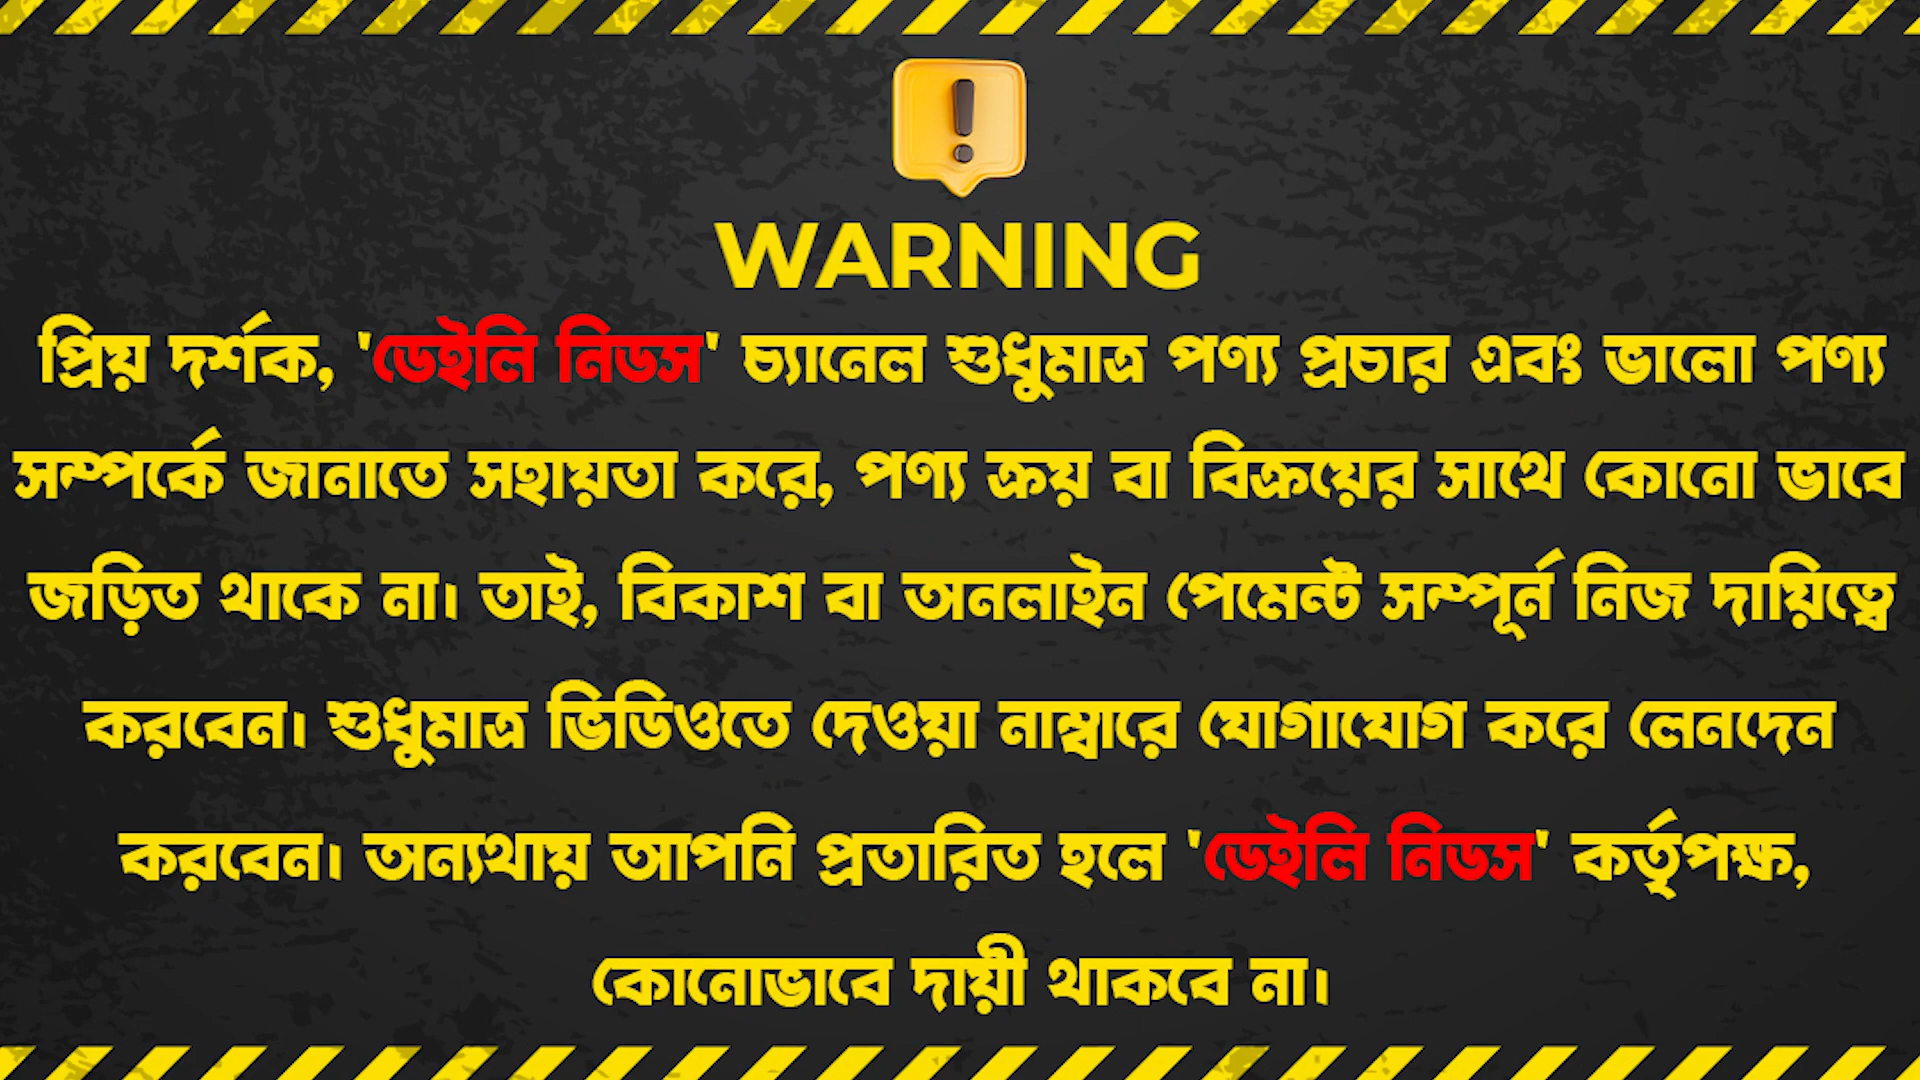 WARNING
প্রিয় দর্শক, 'ডেইলি নিডস' চ্যানেল শুধুমাত্র পণ্য প্রচার এবং ভালো পণ্য
সম্পর্কে জানাতে সহায়তা করে, পণ্য ক্রয় বা বিক্রয়ের সাথে কোনো ভাবে
জড়িত থাকে না। তাই, বিকাশ বা অনলাইন পেমেন্ট সম্পূর্ন নিজ দায়িত্বে
করবেন। শুধুমাত্র ভিডিওতে দেওয়া নাম্বারে যোগাযোগ করে লেনদেন
করবেন। অন্যথায় আপনি প্রতারিত হলে 'ডেইলি নিডস' কর্তৃপক্ষ,
কোনোভাবে দায়ী থাকবে না।